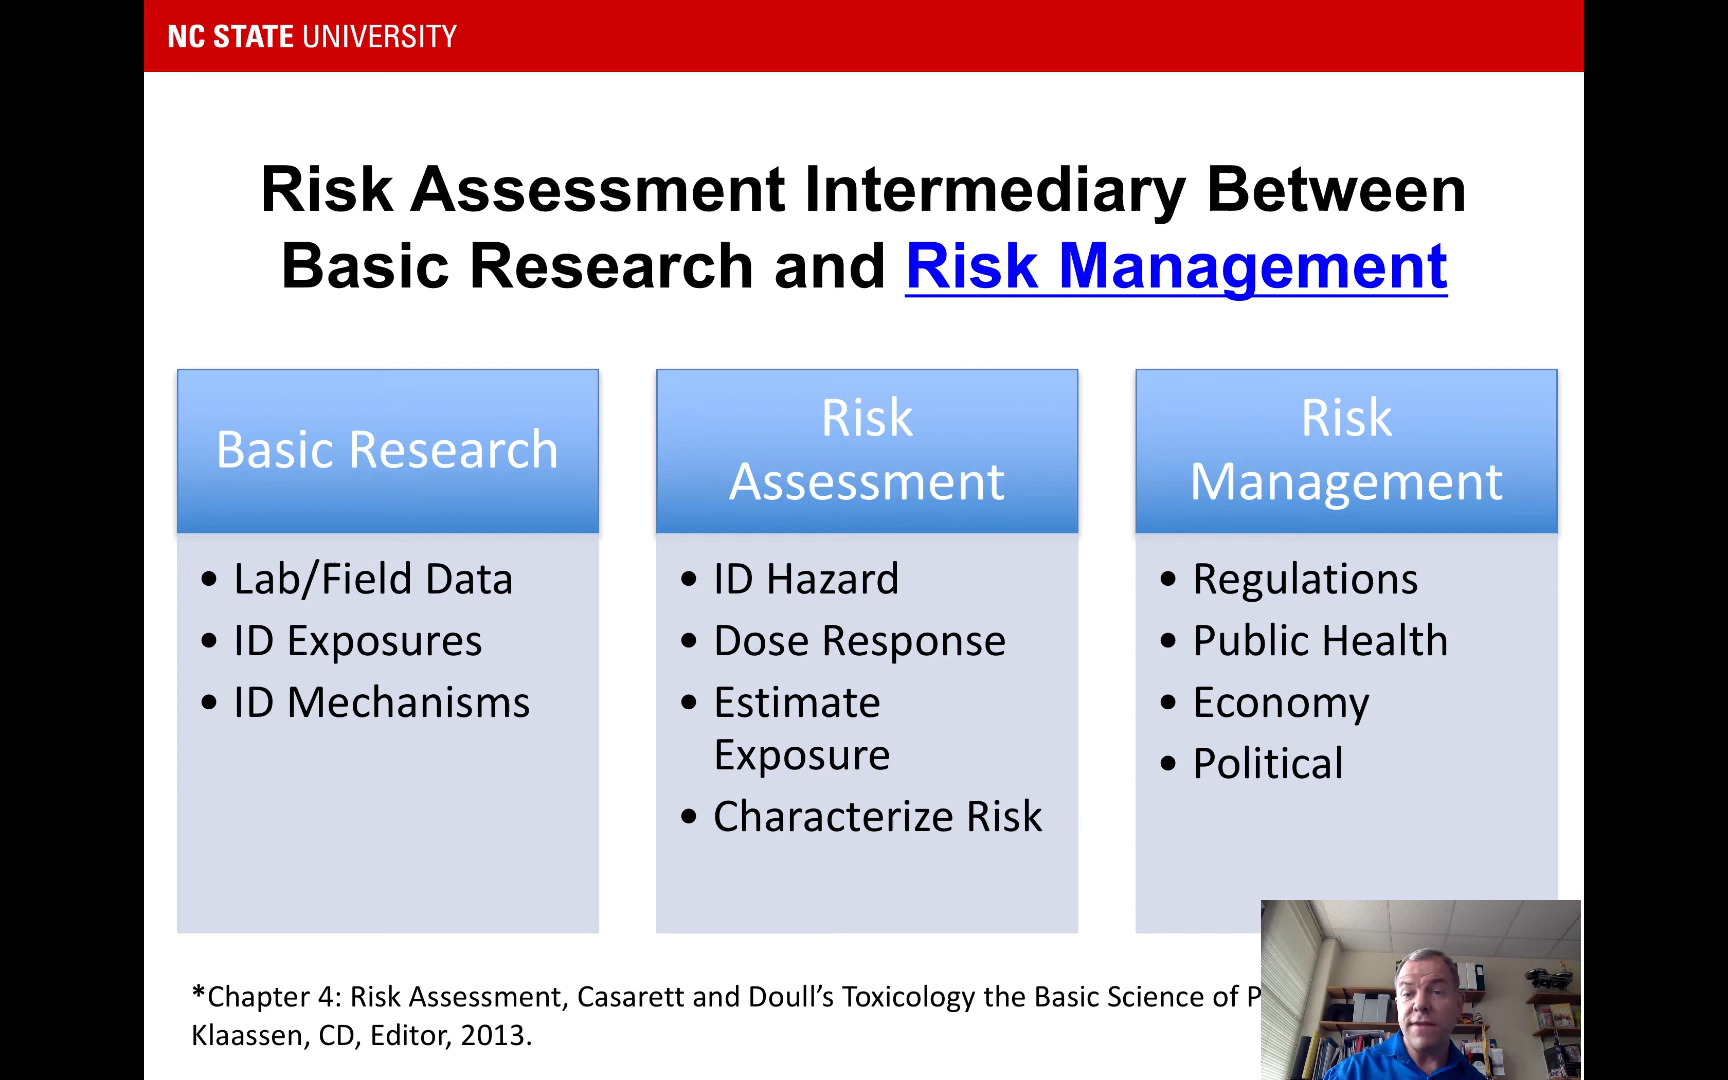 NC STATE UNIVERSITY
Risk Assessment Intermediary Between
Basic Research and Risk Management
Basic Research
• Lab/Field Data
• ID Exposures
• ID Mechanisms
Risk
Assessment
• ID Hazard
• Dose Response
• Estimate
Exposure
• Characterize Risk
Risk
Management
• Regulations
• Public Health
• Economy
• Political
*Chapter 4: Risk Assessment, Casarett and Doull’s Toxicology the Basic Science of P
Klaassen, CD, Editor, 2013.